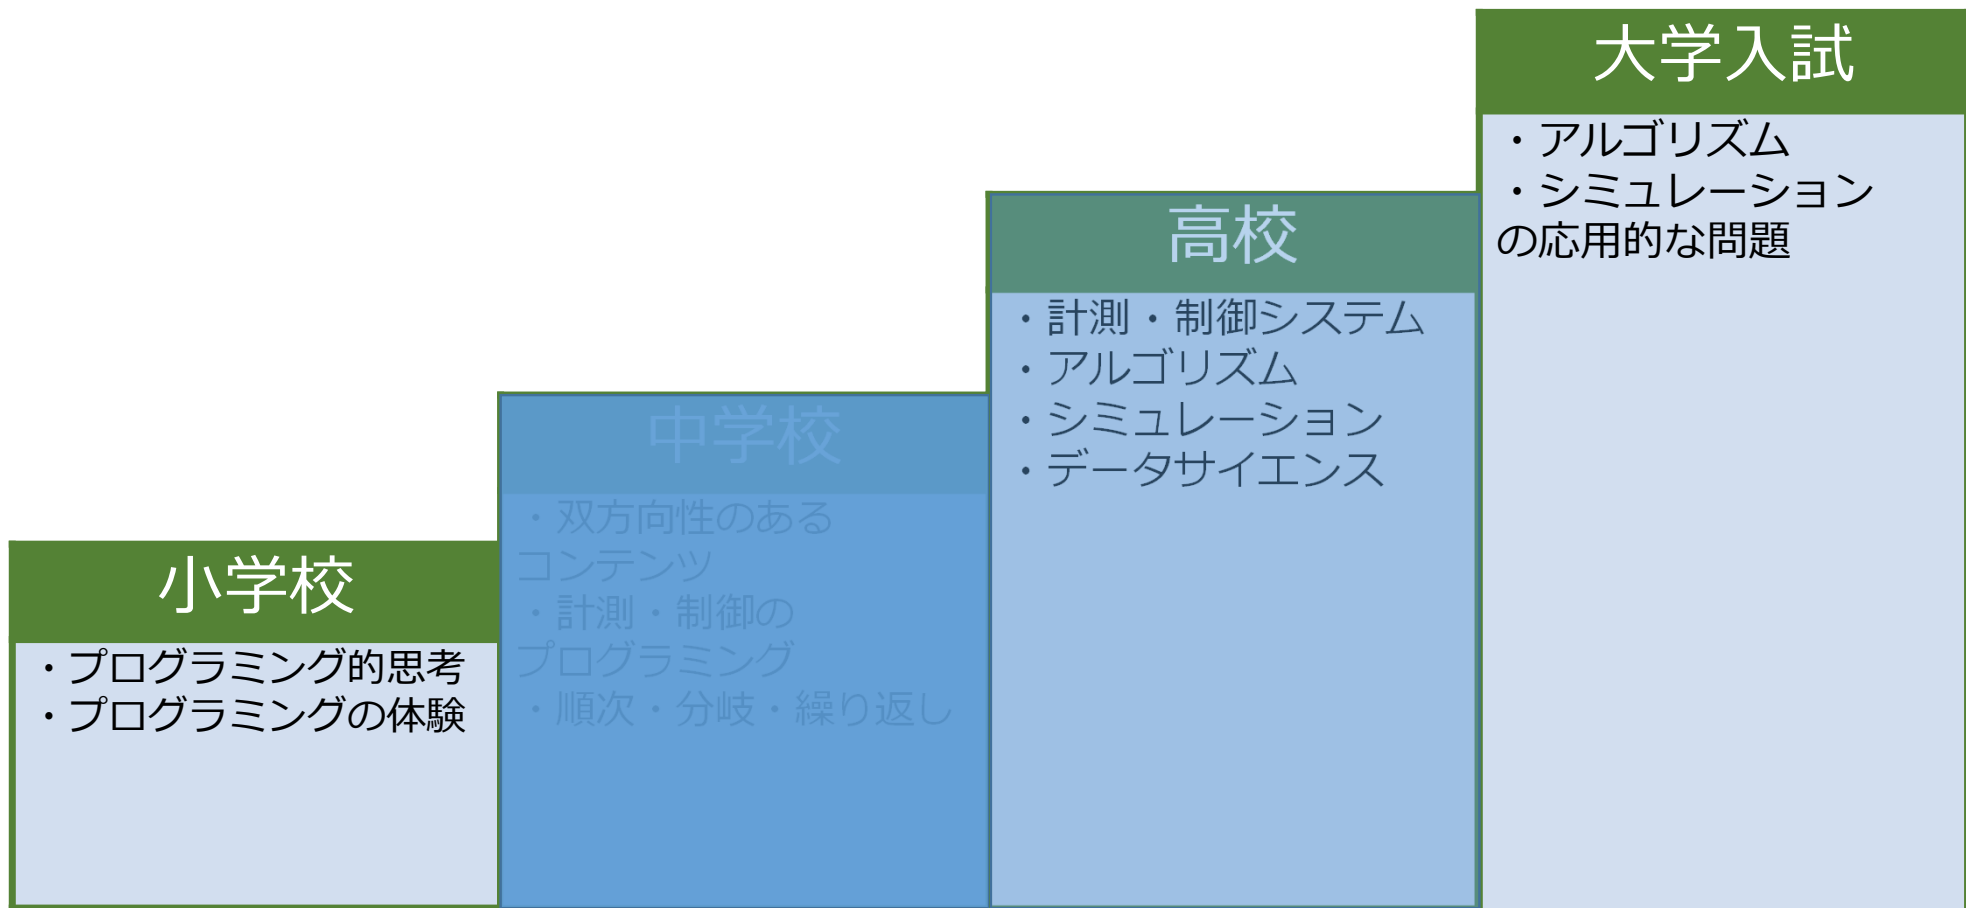 大学入試
・アルゴリズム
・シミュレーション
の応用的な問題
高校
・計測・制御システム
・アルゴリズム
・シミュレーション
・データサイエンス
中学校
・双方向性のある
コンテンツ
・計測・制御の
プログラミング
・順次・分岐・繰り返し
小学校
・プログラミング的思考
・プログラミングの体験